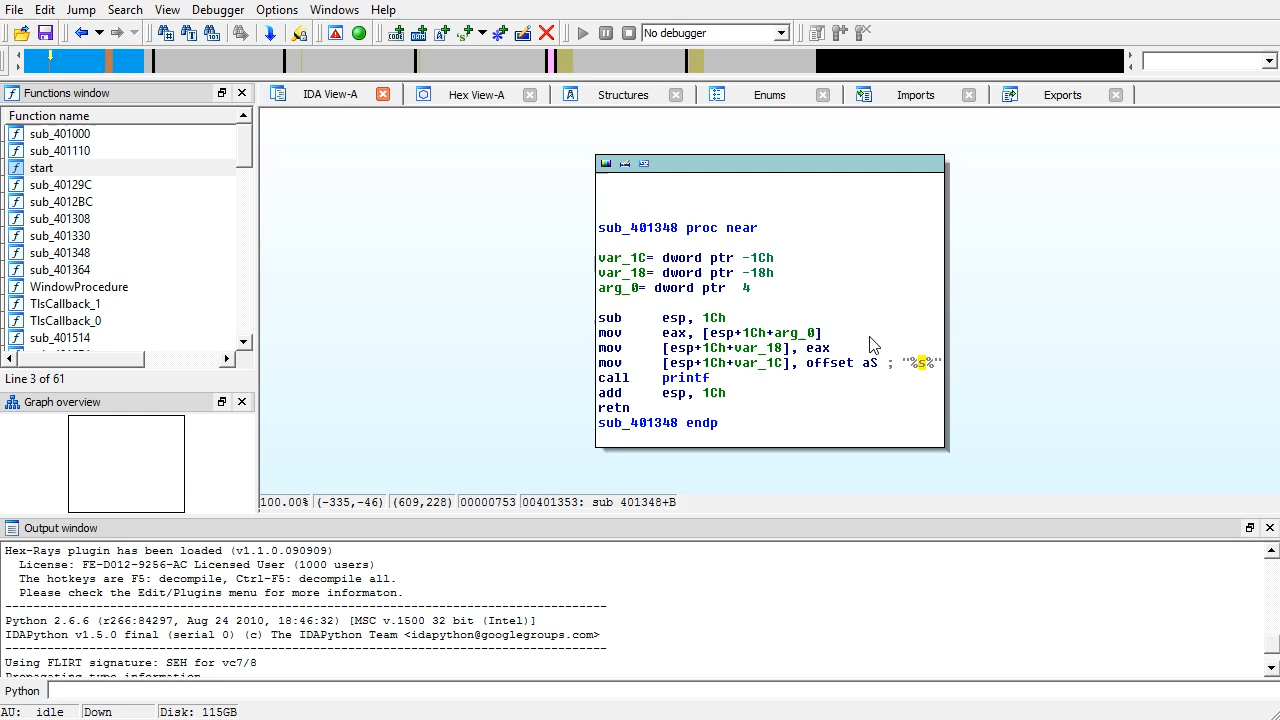 File Edit Jump Search View Debugger Options Windows Help
No debugger
Functions window
IDA View-A Hex View-A Structures Enums Imports Exports
Function name
sub_401000
sub_401110
start
sub_40129C
sub_4012BC
sub_401308
sub_401330
sub_401348
sub_401364
WindowProcedure
TlsCallback_1
TlsCallback_0
sub_401514
Line 3 of 61
Graph overview
sub_401348 proc near
var_1C= dword ptr -1Ch
var_18= dword ptr -18h
arg_0= dword ptr 4
sub esp, 1Ch
mov eax, [esp+1Ch+arg_0]
mov [esp+1Ch+var_18], eax
mov [esp+1Ch+var_1C], offset aS ; "%s%"
call printf
add esp, 1Ch
retn
sub_401348 endp
100.00% (-335,-46) (609,228) 00000753 00401353: sub 401348+B
Output window
Hex-Rays plugin has been loaded (v1.1.0.090909)
License: FE-D012-9256-AC Licensed User (1000 users)
The hotkeys are F5: decompile, Ctrl-F5: decompile all.
Please check the Edit/Plugins menu for more informaton.
---------------------------------------------------------------------------------------------
Python 2.6.6 (r266:84297, Aug 24 2010, 18:46:32) [MSC v.1500 32 bit (Intel)]
IDAPython v1.5.0 final (serial 0) (c) The IDAPython Team <idapython@googlegroups.com>
---------------------------------------------------------------------------------------------
Using FLIRT signature: SEH for vc7/8
Propagating type information
Python
AU: idle Down Disk: 115GB